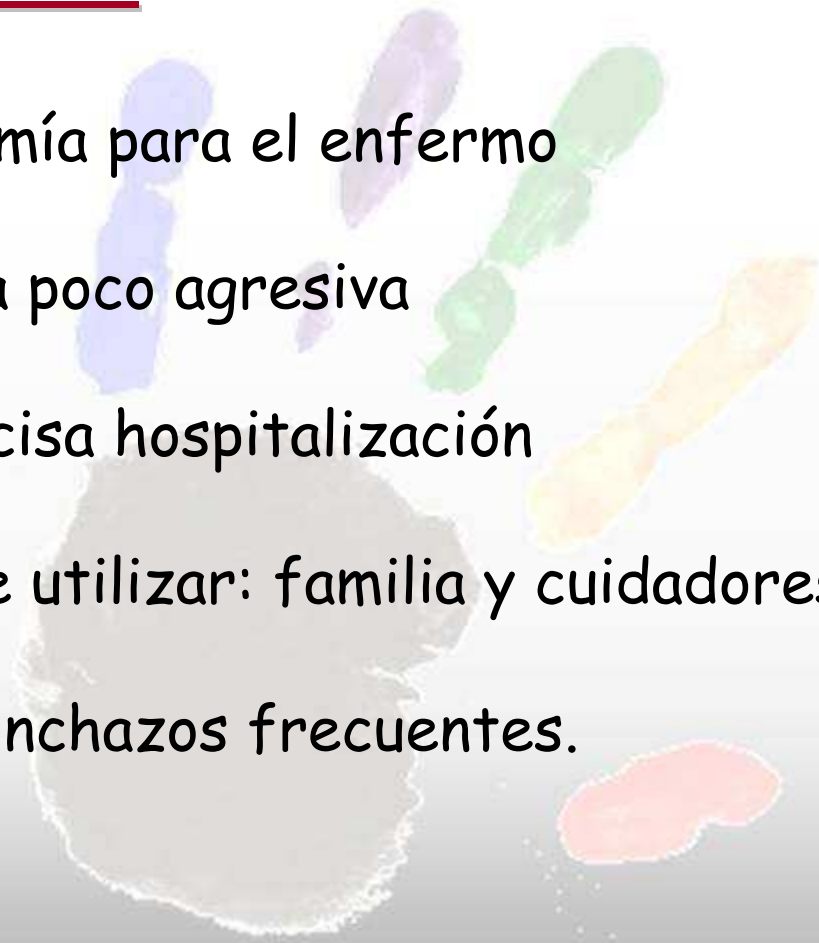 mía para el enfermo
a poco agresiva
cisa hospitalización
e utilizar: familia y cuidadores
nchazos frecuentes.